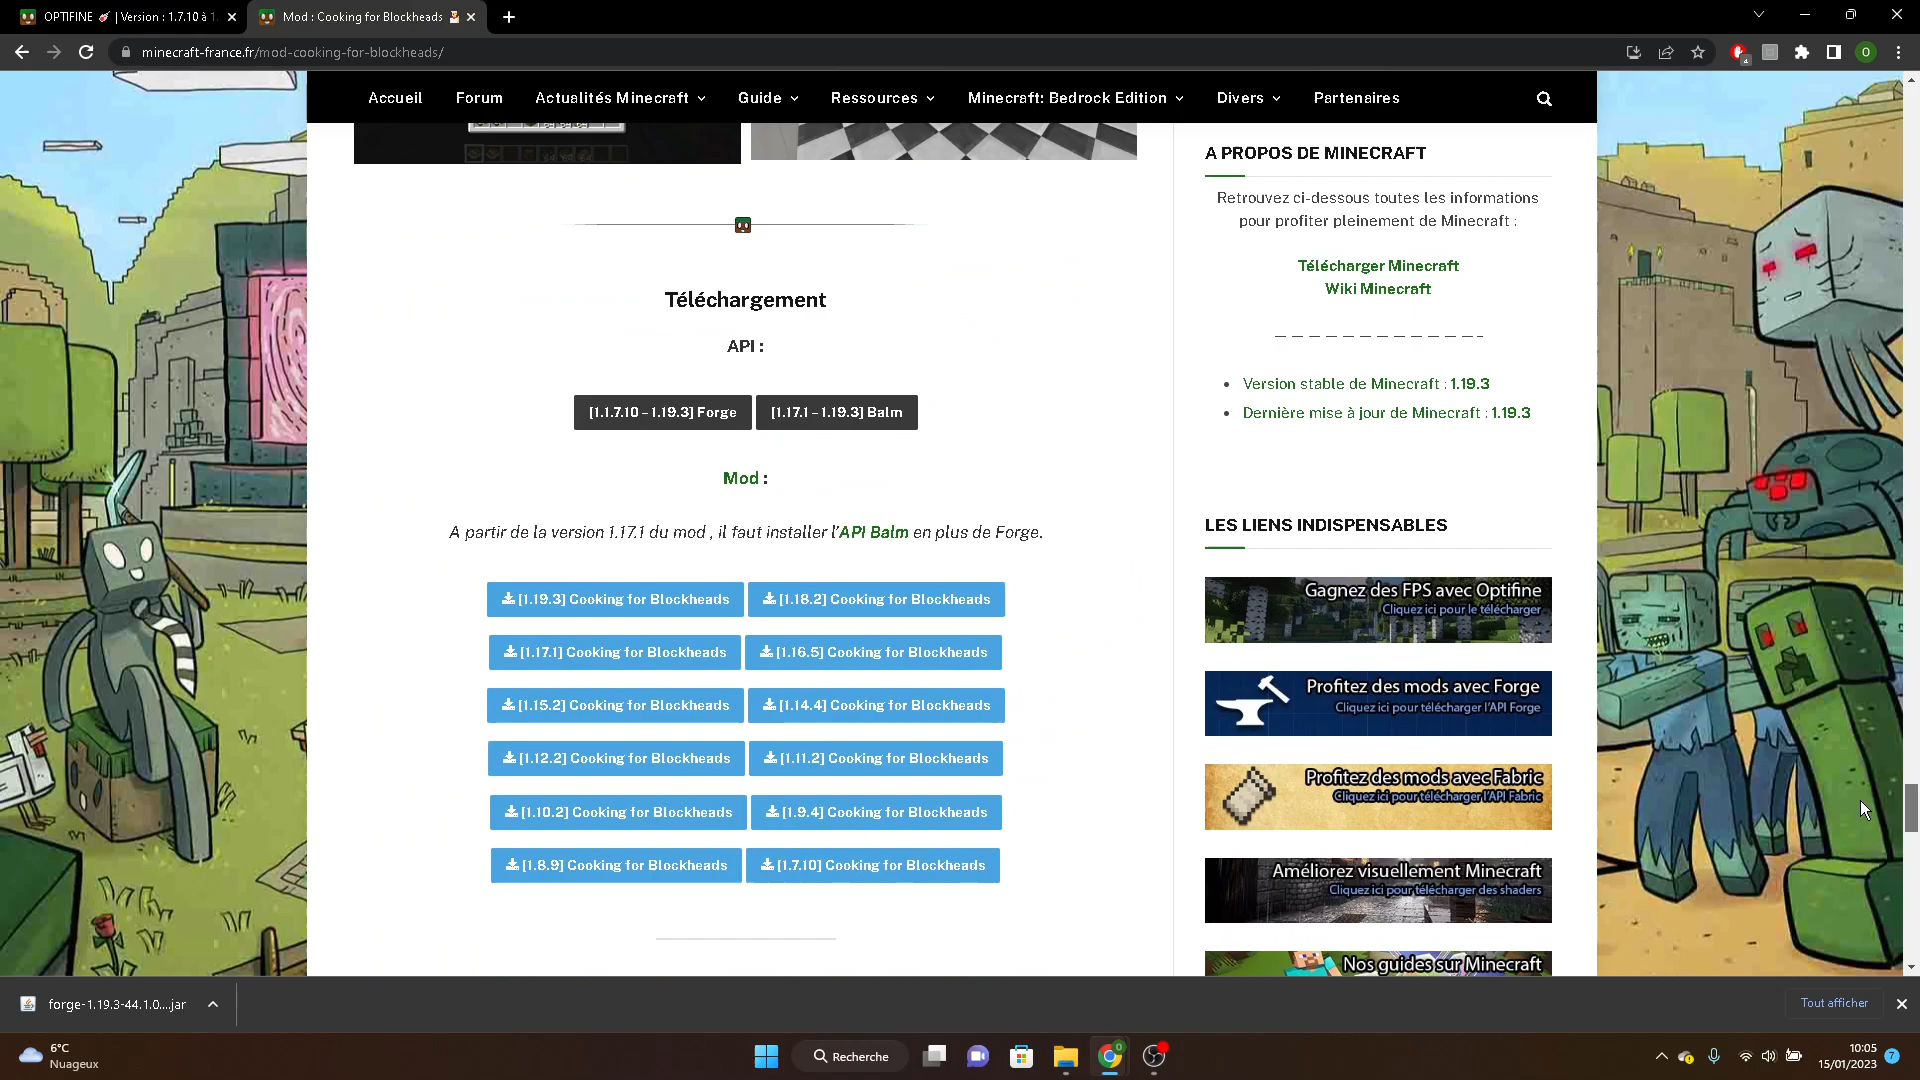 OPTIFINE 🚀 | Version : 1.7.10 à 1.
Mod : Cooking for Blockheads
minecraft-france.fr/mod-cooking-for-blockheads/
4
O
Accueil
Forum
Actualités Minecraft
Guide
Ressources
Minecraft: Bedrock Edition
Divers
Partenaires
Téléchargement
API :
[1.1.7.10 – 1.19.3] Forge
[1.17.1 – 1.19.3] Balm
Mod :
A partir de la version 1.17.1 du mod , il faut installer l'API Balm en plus de Forge.
[1.19.3] Cooking for Blockheads
[1.18.2] Cooking for Blockheads
[1.17.1] Cooking for Blockheads
[1.16.5] Cooking for Blockheads
[1.15.2] Cooking for Blockheads
[1.14.4] Cooking for Blockheads
[1.12.2] Cooking for Blockheads
[1.11.2] Cooking for Blockheads
[1.10.2] Cooking for Blockheads
[1.9.4] Cooking for Blockheads
[1.8.9] Cooking for Blockheads
[1.7.10] Cooking for Blockheads
A PROPOS DE MINECRAFT
Retrouvez ci-dessous toutes les informations
pour profiter pleinement de Minecraft :
Télécharger Minecraft
Wiki Minecraft
— — — — — — — — — — — — -
Version stable de Minecraft : 1.19.3
Dernière mise à jour de Minecraft : 1.19.3
LES LIENS INDISPENSABLES
Gagnez des FPS avec Optifine
Cliquez ici pour le télécharger
Profitez des mods avec Forge
Cliquez ici pour télécharger l'API Forge
Profitez des mods avec Fabric
Cliquez ici pour télécharger l'API Fabric
Améliorez visuellement Minecraft
Cliquez ici pour télécharger des shaders
Nos guides sur Minecraft
forge-1.19.3-44.1.0....jar
Tout afficher
6°C
Nuageux
Recherche
0
10:05
15/01/2023
7